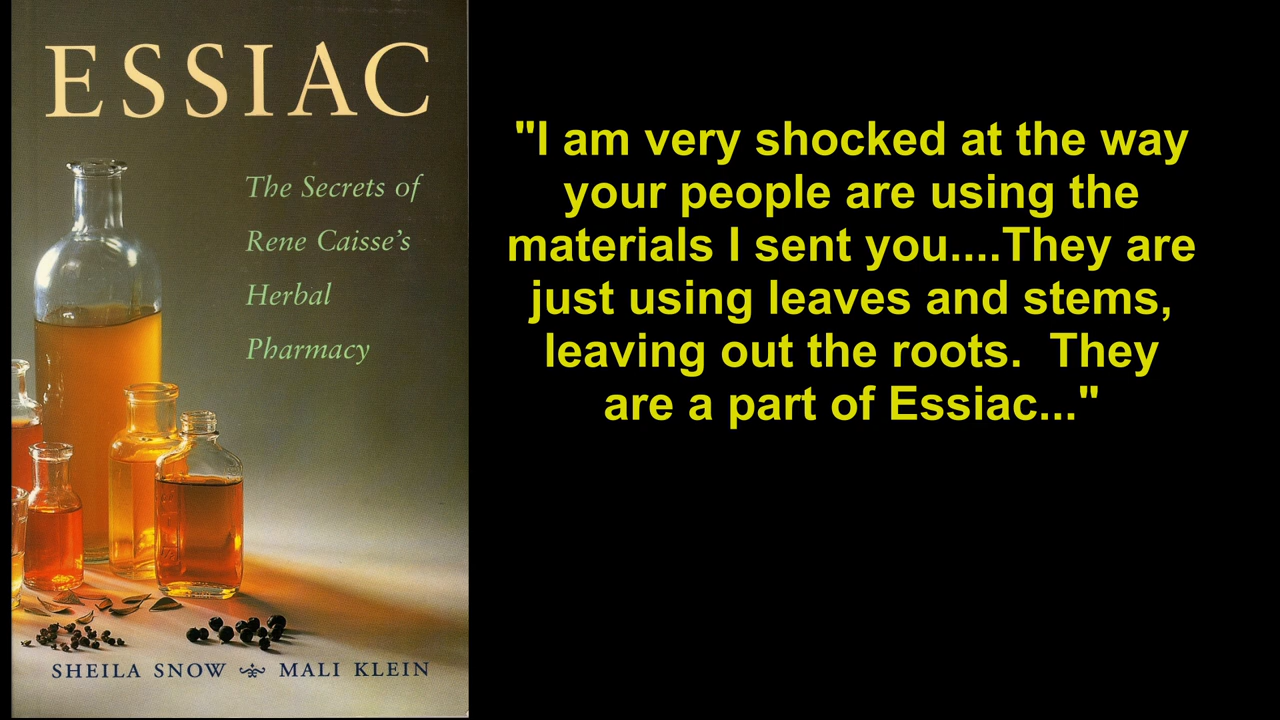 ESSIAC
The Secrets of
Rene Caisse's
Herbal
Pharmacy
SHEILA SNOW MALI KLEIN
"I am very shocked at the way
your people are using the
materials I sent you....They are
just using leaves and stems,
leaving out the roots.  They
are a part of Essiac..."